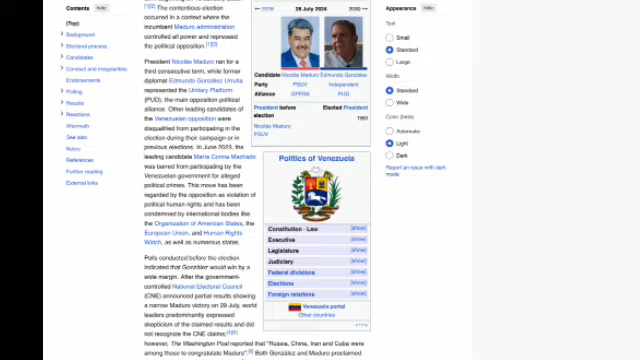 Contents hide
(Top)
Background
Electoral process
Candidates
Conduct and irregularities
Endorsements
Polling
Results
Reactions
Aftermath
See also
Notes
References
Further reading
External links
The contentious election
occurred in a context where the
incumbent Maduro administration
controlled all power and repressed
the political opposition.
President Nicolás Maduro ran for a
third consecutive term, while former
diplomat Edmundo González Urrutia
represented the Unitary Platform
(PUD), the main opposition political
alliance. Other leading candidates of
the Venezuelan opposition were
disqualified from participating in the
election during their campaign or in
previous elections. In June 2023, the
leading candidate María Corina Machado
was barred from participating by the
Venezuelan government for alleged
political crimes. This move has been
regarded by the opposition as violation of
political human rights and has been
condemned by international bodies like
the Organization of American States, the
European Union, and Human Rights
Watch, as well as numerous states.
Polls conducted before the election
indicated that González would win by a
wide margin. After the government-
controlled National Electoral Council
(CNE) announced partial results showing
a narrow Maduro victory on 29 July, world
leaders predominantly expressed
skepticism of the claimed results and did
not recognize the CNE claims;
however, The Washington Post reported that "Russia, China, Iran and Cuba were
among those to congratulate Maduro". Both González and Maduro proclaimed
← 2018 28 July 2024 2030 →
Candidate Nicolás Maduro Edmundo González
Party PSUV Independent
Alliance GPPSB PUD
President before
election
Nicolás Maduro
PSUV
Elected President
TBD
Politics of Venezuela
Constitution · Law [show]
Executive [show]
Legislature [show]
Judiciary [show]
Federal divisions [show]
Elections [show]
Foreign relations [show]
Venezuela portal
Other countries
V · T · E
Appearance hide
Text
Small
Standard
Large
Width
Standard
Wide
Color (beta)
Automatic
Light
Dark
Report an issue with dark
mode